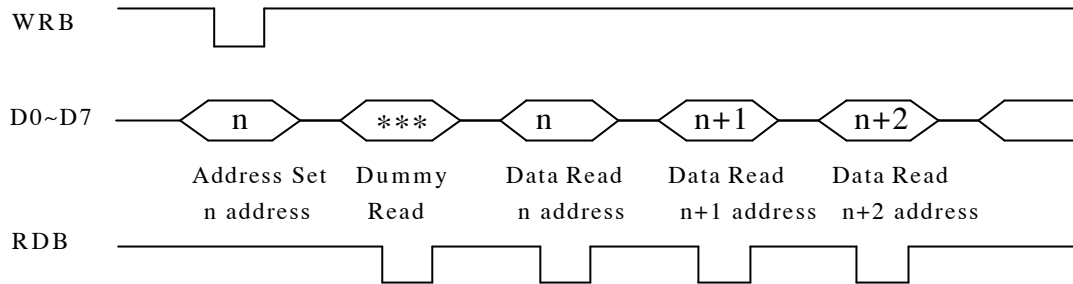 WRB
D0~D7
n
***
n
n+1
n+2
Address Set
n address
Dummy
Read
Data Read
n address
Data Read
n+1 address
Data Read
n+2 address
RDB